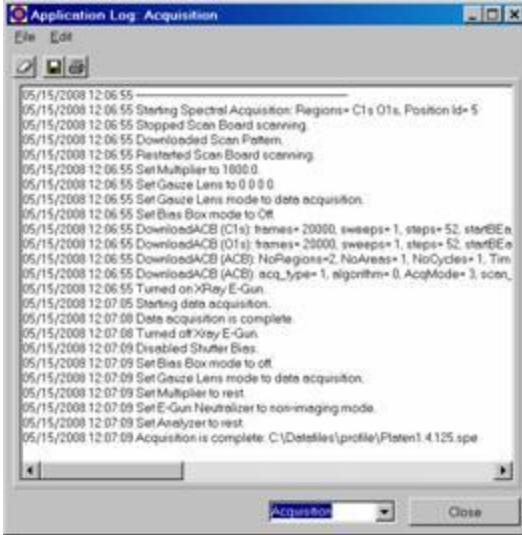 Application Log: Acquisition
File Edit
05/15/2008 12:06:55
05/15/2008 12:06:55 Starting Spectral Acquisition: Regions= C1s O1s, Position Id= 5
05/15/2008 12:06:55 Stopped Scan Board scanning.
05/15/2008 12:06:55 Downloaded Scan Pattern.
05/15/2008 12:06:55 Restarted Scan Board scanning.
05/15/2008 12:06:55 Set Multiplier to
05/15/2008 12:06:55 Set Gauze Lens to 0 0 0 0.
05/15/2008 12:06:55 Set Gauze Lens mode to data acquisition.
05/15/2008 12:06:55 Set Bias Box mode to Off.
05/15/2008 12:06:55 DownloadACB (C1s): frames= 20000, sweeps= 1, steps= 52, startBEa
05/15/2008 12:06:55 DownloadACB (O1s): frames= 20000, sweeps= 1, steps= 52, startBEa
05/15/2008 12:06:55 DownloadACB (ACB): NoRegions=2, NoAreas= 1, NoCycles= 1, Tim
05/15/2008 12:06:55 DownloadACB (ACB): acq_type= 1, algorithm= 0, AcqMode= 3, scan_
05/15/2008 12:06:55 Turned on XRay E-Gun.
05/15/2008 12:07:05 Starting data acquisition.
05/15/2008 12:07:08 Data acquisition is complete.
05/15/2008 12:07:08 Turned off Xray E-Gun.
05/15/2008 12:07:09 Disabled Shutter Bias.
05/15/2008 12:07:09 Set Bias Box mode to off.
05/15/2008 12:07:09 Set Gauze Lens mode to data acquisition.
05/15/2008 12:07:09 Set Multiplier to rest.
05/15/2008 12:07:09 Set E-Gun Neutralizer to non-imaging mode.
05/15/2008 12:07:09 Set Analyzer to rest.
05/15/2008 12:07:09 Acquisition is complete: C:\Datafiles\profile\Platen1.4.125.spe
Acquisition Close